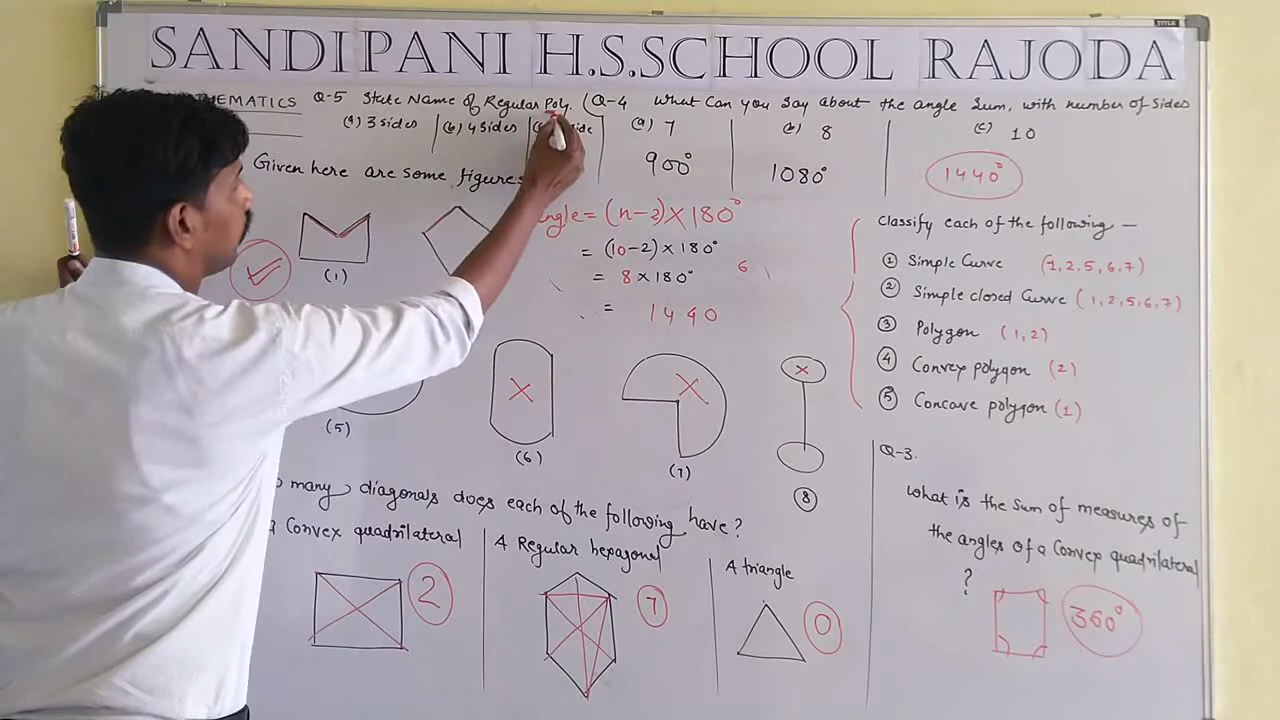 TITLE
SANDIPANI H.S.SCHOOL RAJODA
THEMATICS Q-5 State Name of Regular Poly. (Q-4 What Can you Say about the angle Sum, with number of Sides
(a) 3 sides (b) 4 Sides side (a) 7 (b) 8 (c) 10
900° 1080° 1440°
Given here are some figures
ngle = (n-2)×180°
= (10-2)×180°
= 8×180° 6
= 1440
(1)
Classify each of the following —
① Simple Curve (1,2,5,6,7)
② Simple closed Curve (1,2,5,6,7)
③ Polygon (1,2)
④ Convex polygon (2)
⑤ Concave polygon (1)
(5) (6) (7) 8
many diagonals does each of the following have?
Convex quadrilateral
2
A Regular hexagonal
7
A triangle
0
Q-3.
What is the Sum of measures of
the angles of a Convex quadrilateral
?
360°